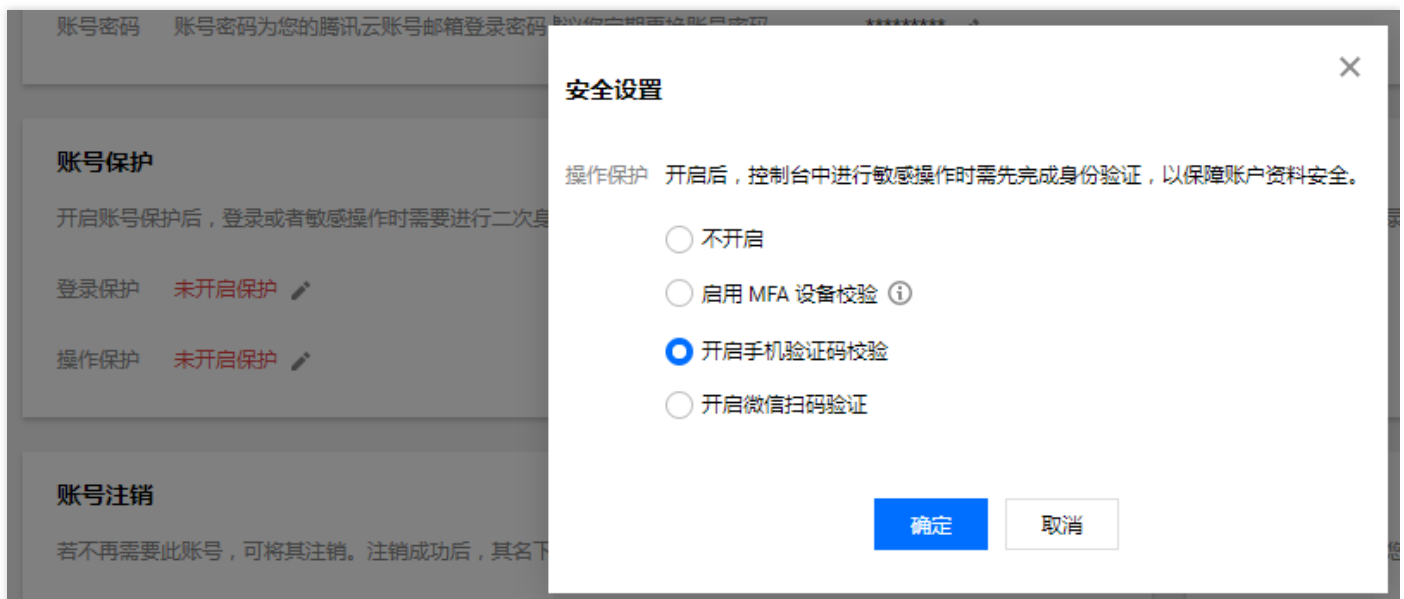 账号密码 账号密码为您的腾讯云账号邮箱登录密码 *********
安全设置
操作保护 开启后，控制台中进行敏感操作时需先完成身份验证，以保障账户资料安全。
不开启
启用 MFA 设备校验
开启手机验证码校验
开启微信扫码验证
确定 取消
账号保护
开启账号保护后，登录或者敏感操作时需要进行二次身
登录保护 未开启保护
操作保护 未开启保护
账号注销
若不再需要此账号，可将其注销。注销成功后，其名下